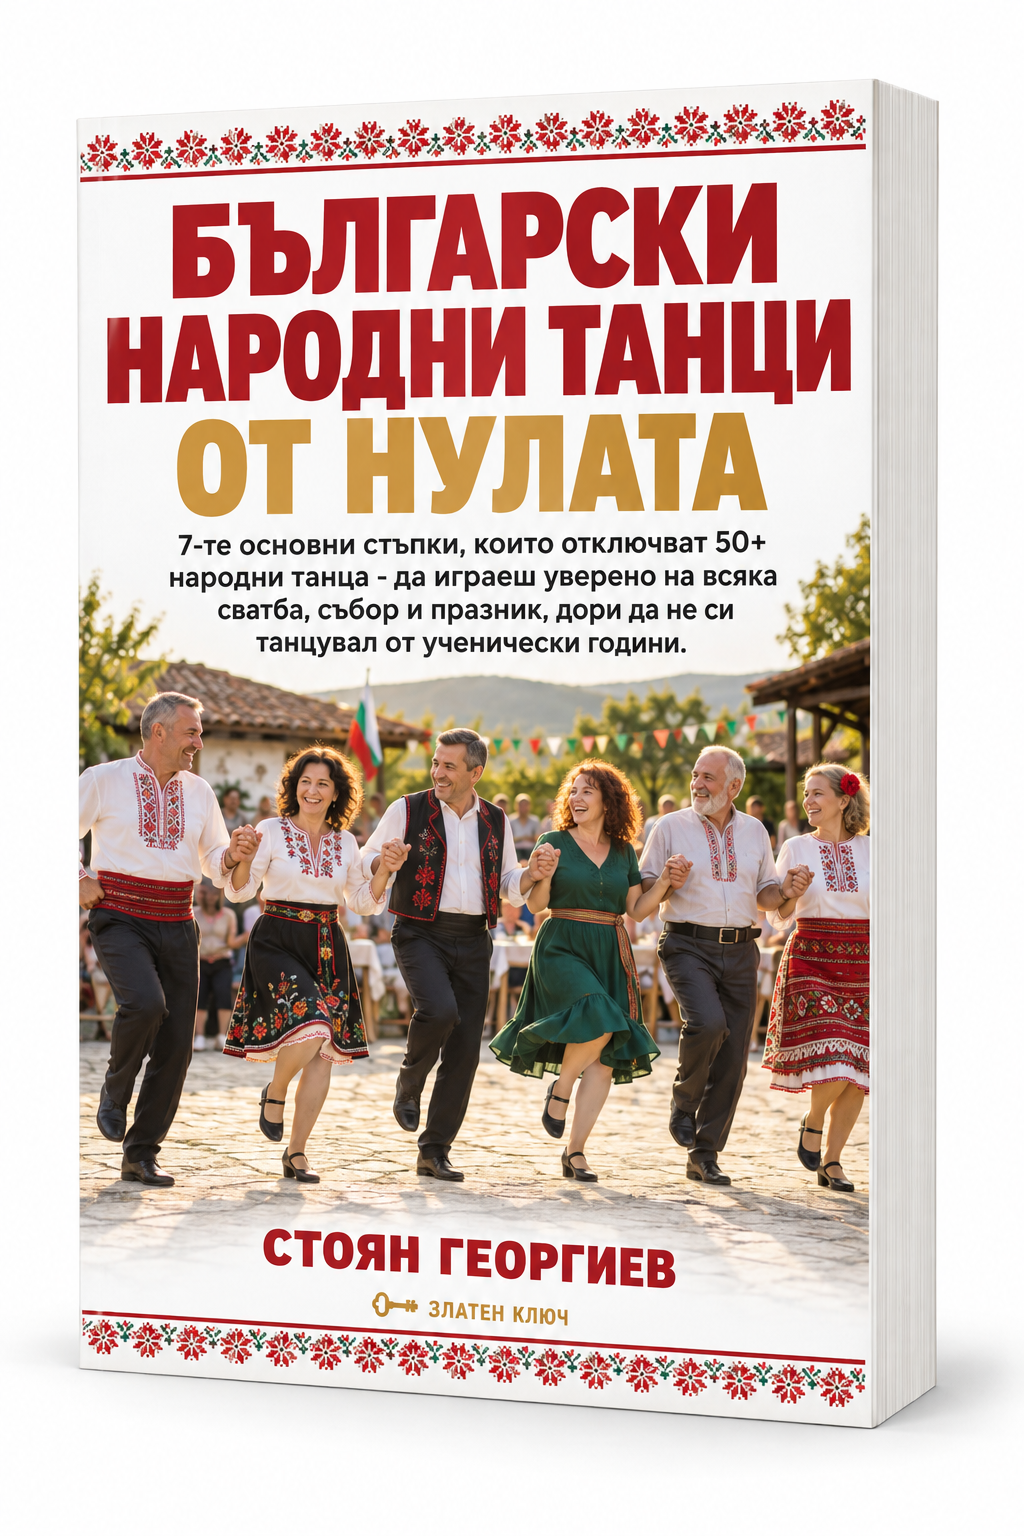 БЪЛГАРСКИ
НАРОДНИ ТАНЦИ
ОТ НУЛАТА
7-те основни стъпки, които отключват 50+
народни танца - да играеш уверено на всяка
сватба, събор и празник, дори да не си
танцувал от ученически години.
СТОЯН ГЕОРГИЕВ
ЗЛАТЕН КЛЮЧ